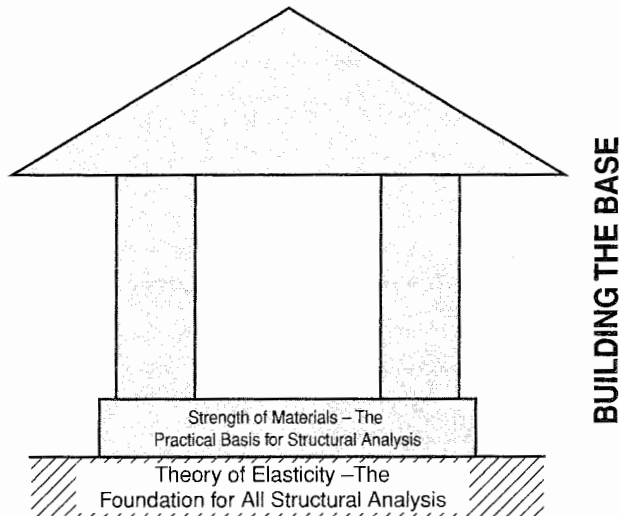 Strength of Materials – The
Practical Basis for Structural Analysis
Theory of Elasticity –The
Foundation for All Structural Analysis
BUILDING THE BASE